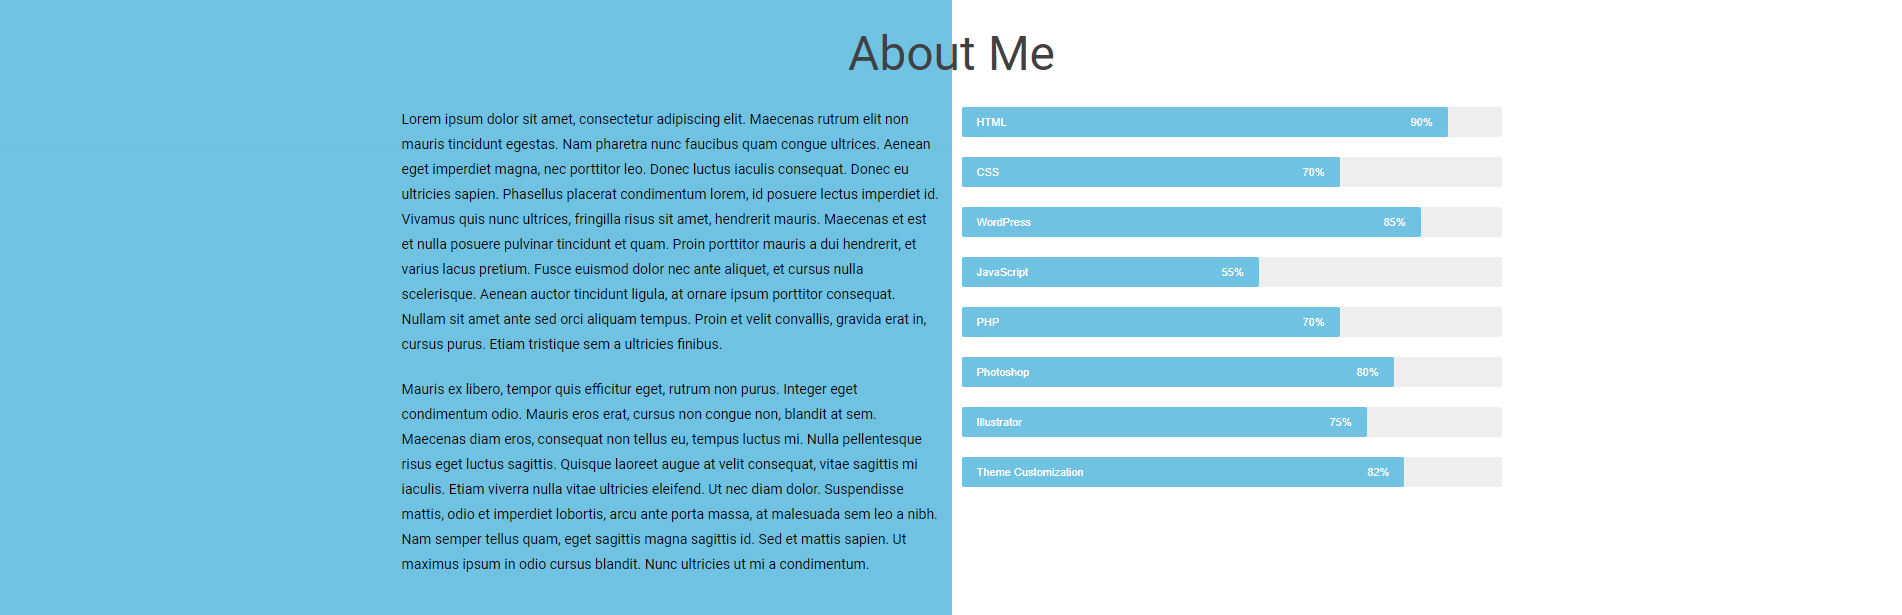 About Me
Lorem ipsum dolor sit amet, consectetur adipiscing elit. Maecenas rutrum elit non
mauris tincidunt egestas. Nam pharetra nunc faucibus quam congue ultrices. Aenean
eget imperdiet magna, nec porttitor leo. Donec luctus iaculis consequat. Donec eu
ultricies sapien. Phasellus placerat condimentum lorem, id posuere lectus imperdiet id.
Vivamus quis nunc ultrices, fringilla risus sit amet, hendrerit mauris. Maecenas et est
et nulla posuere pulvinar tincidunt et quam. Proin porttitor mauris a dui hendrerit, et
varius lacus pretium. Fusce euismod dolor nec ante aliquet, et cursus nulla
scelerisque. Aenean auctor tincidunt ligula, at ornare ipsum porttitor consequat.
Nullam sit amet ante sed orci aliquam tempus. Proin et velit convallis, gravida erat in,
cursus purus. Etiam tristique sem a ultricies finibus.
Mauris ex libero, tempor quis efficitur eget, rutrum non purus. Integer eget
condimentum odio. Mauris eros erat, cursus non congue non, blandit at sem.
Maecenas diam eros, consequat non tellus eu, tempus luctus mi. Nulla pellentesque
risus eget luctus sagittis. Quisque laoreet augue at velit consequat, vitae sagittis mi
iaculis. Etiam viverra nulla vitae ultricies eleifend. Ut nec diam dolor. Suspendisse
mattis, odio et imperdiet lobortis, arcu ante porta massa, at malesuada sem leo a nibh.
Nam semper tellus quam, eget sagittis magna sagittis id. Sed et mattis sapien. Ut
maximus ipsum in odio cursus blandit. Nunc ultricies ut mi a condimentum.
HTML 90%
CSS 70%
WordPress 85%
JavaScript 55%
PHP 70%
Photoshop 80%
Illustrator 75%
Theme Customization 82%